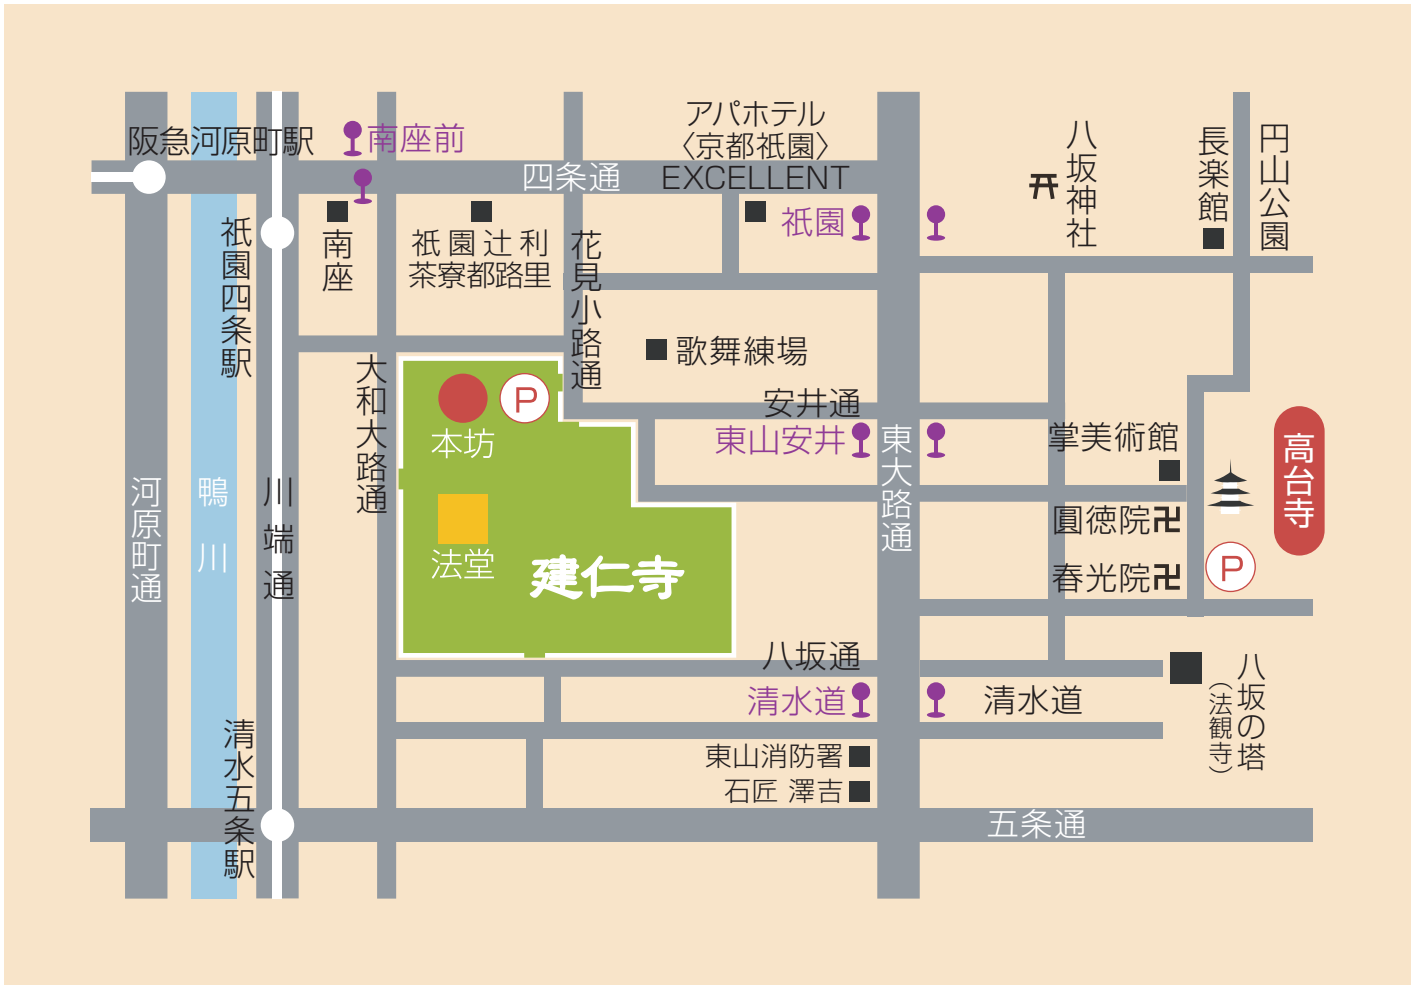 阪急河原町駅
南座前
四条通
アパホテル
〈京都祇園〉
EXCELLENT
八坂神社
長楽館
円山公園
祇園
祇園四条駅
南座
祇園辻利
茶寮都路里
花見小路通
歌舞練場
大和大路通
安井通
東山安井
東大路通
掌美術館
高台寺
本坊
P
河原町通
鴨川
川端通
法堂
建仁寺
圓徳院卍
春光院卍
P
八坂通
清水道
清水道
八坂の塔
（法観寺）
清水五条駅
東山消防署
石匠 澤吉
五条通